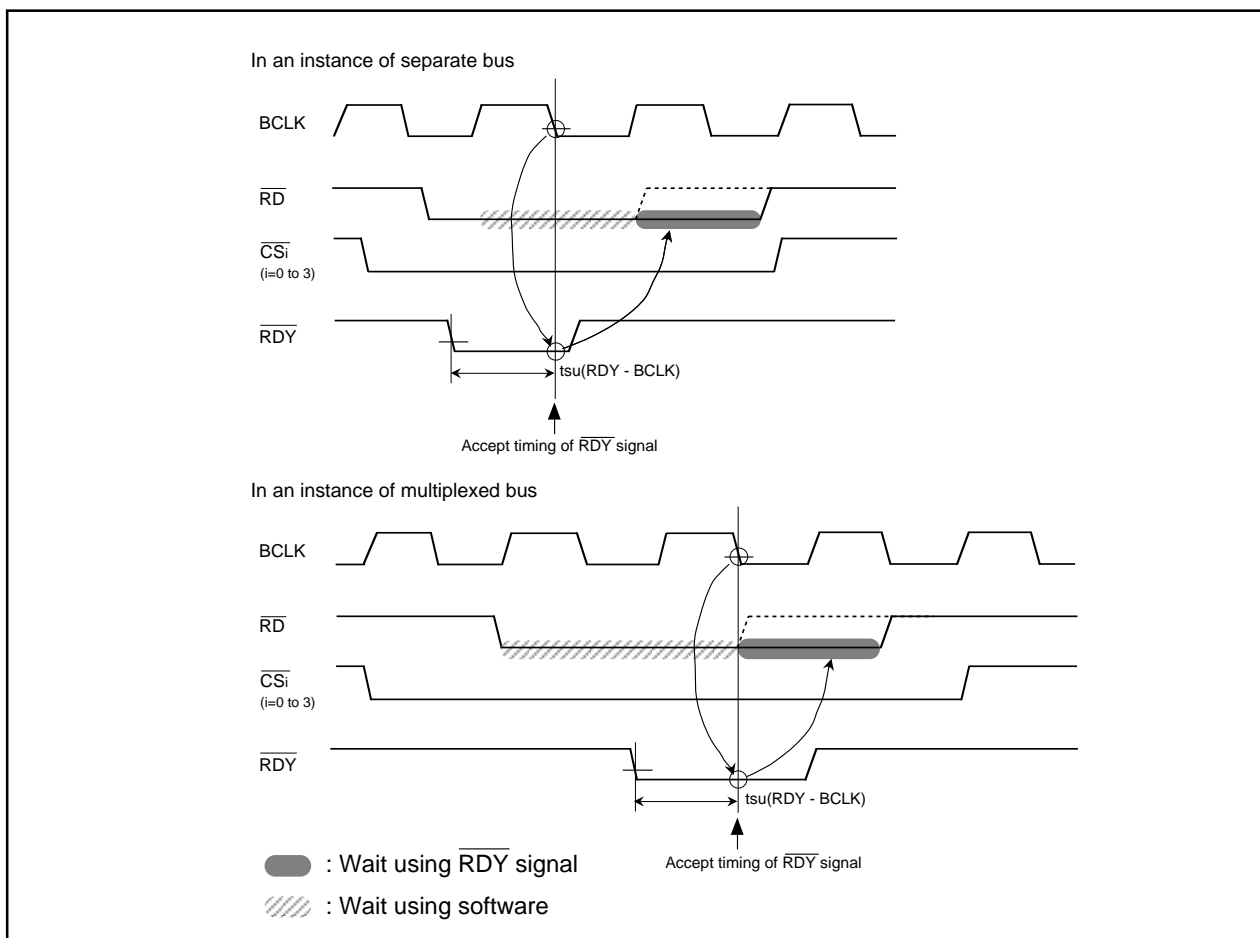 In an instance of separate bus
BCLK
RD
CSi
(i=0 to 3)
RDY
tsu(RDY - BCLK)
Accept timing of RDY signal
In an instance of multiplexed bus
BCLK
RD
CSi
(i=0 to 3)
RDY
tsu(RDY - BCLK)
Accept timing of RDY signal
: Wait using RDY signal
: Wait using software